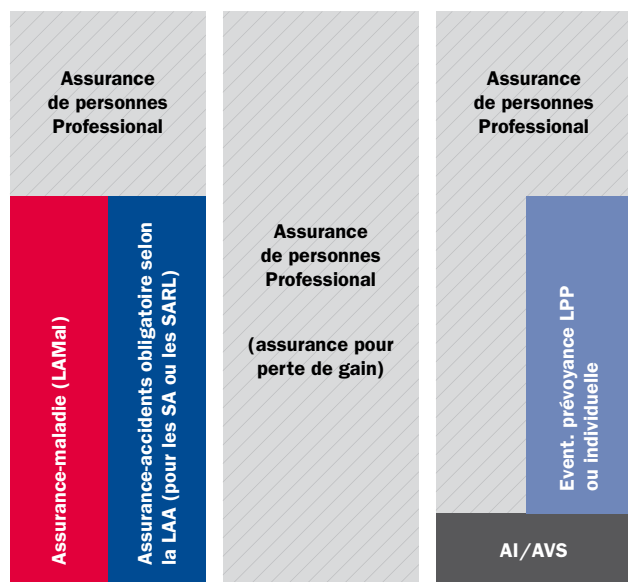 Assurance
de personnes
Professional
Assurance-maladie (LAMal)
Assurance-accidents obligatoire selon
la LAA (pour les SA ou les SARL)
Assurance
de personnes
Professional
(assurance pour
perte de gain)
Assurance
de personnes
Professional
Event. prévoyance LPP
ou individuelle
AI/AVS